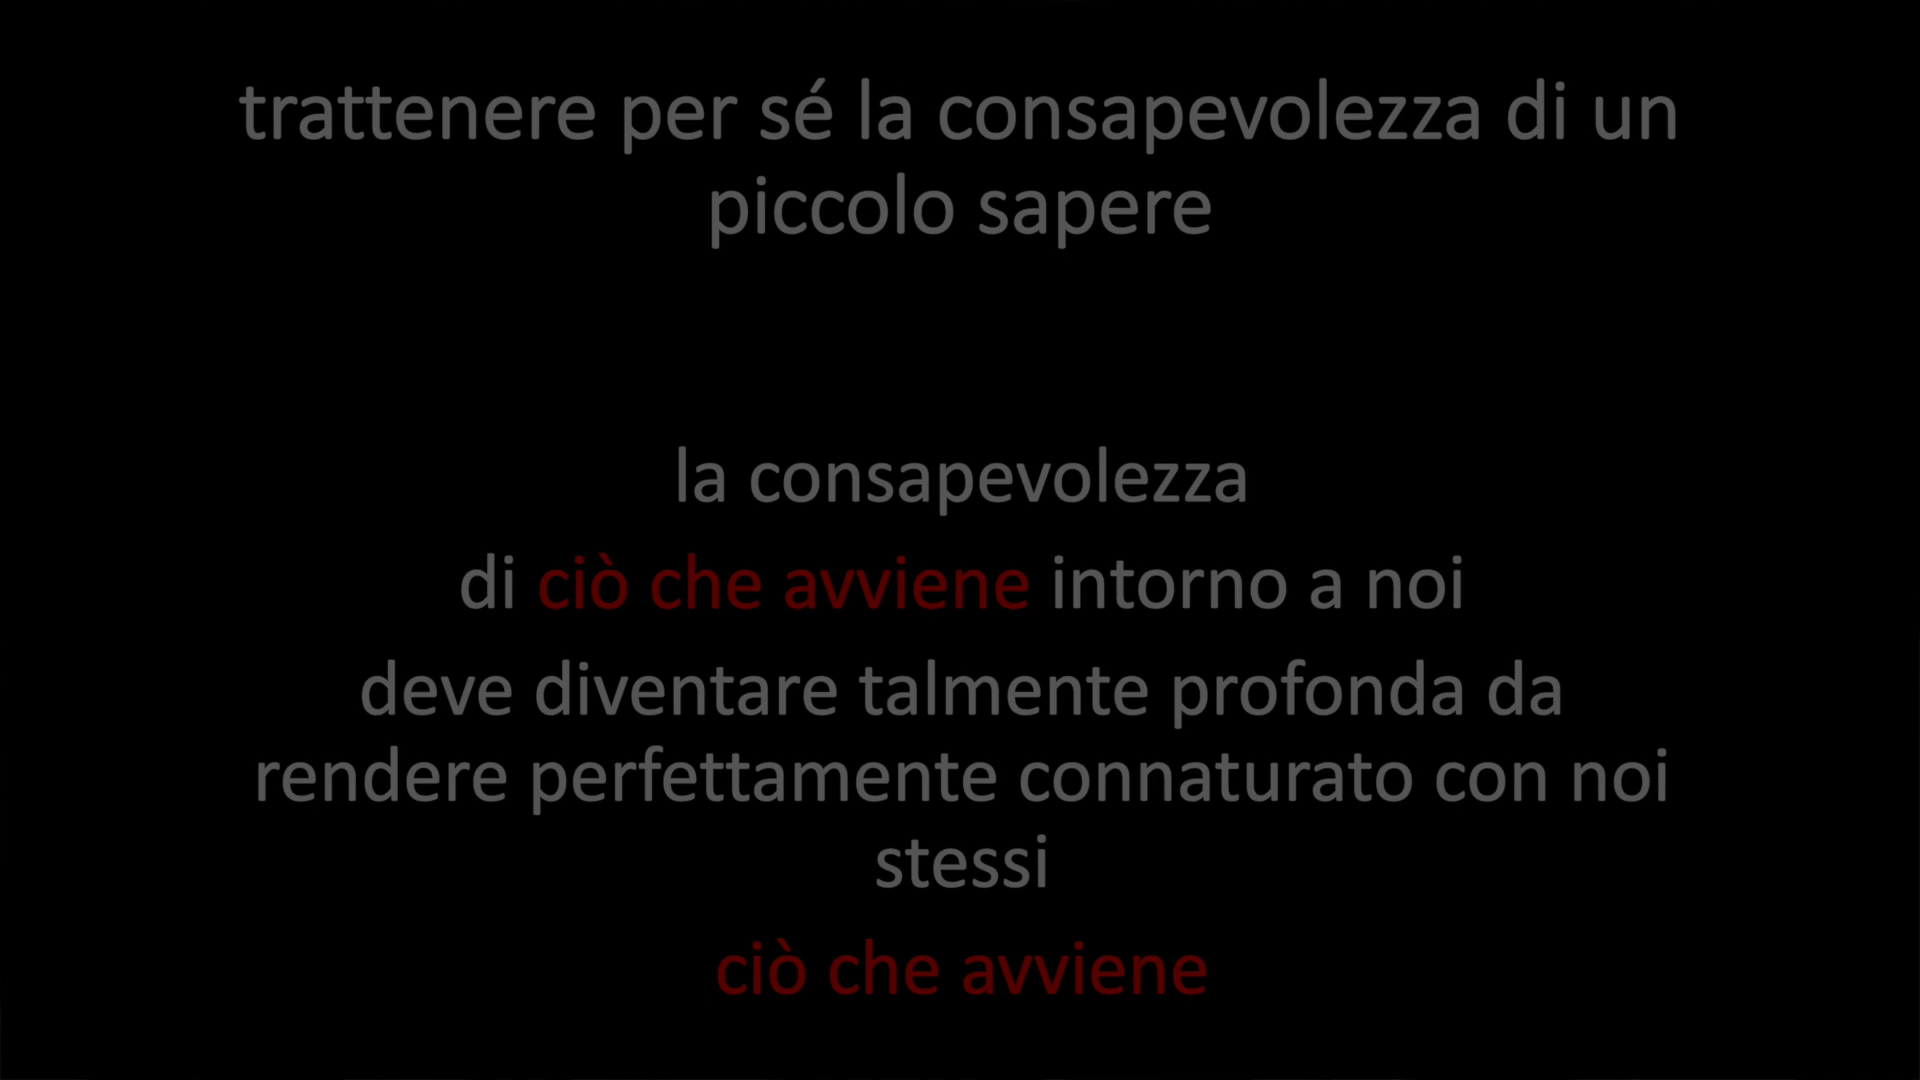 trattenere per sé la consapevolezza di un
piccolo sapere
la consapevolezza
di ciò che avviene intorno a noi
deve diventare talmente profonda da
rendere perfettamente connaturato con noi
stessi
ciò che avviene